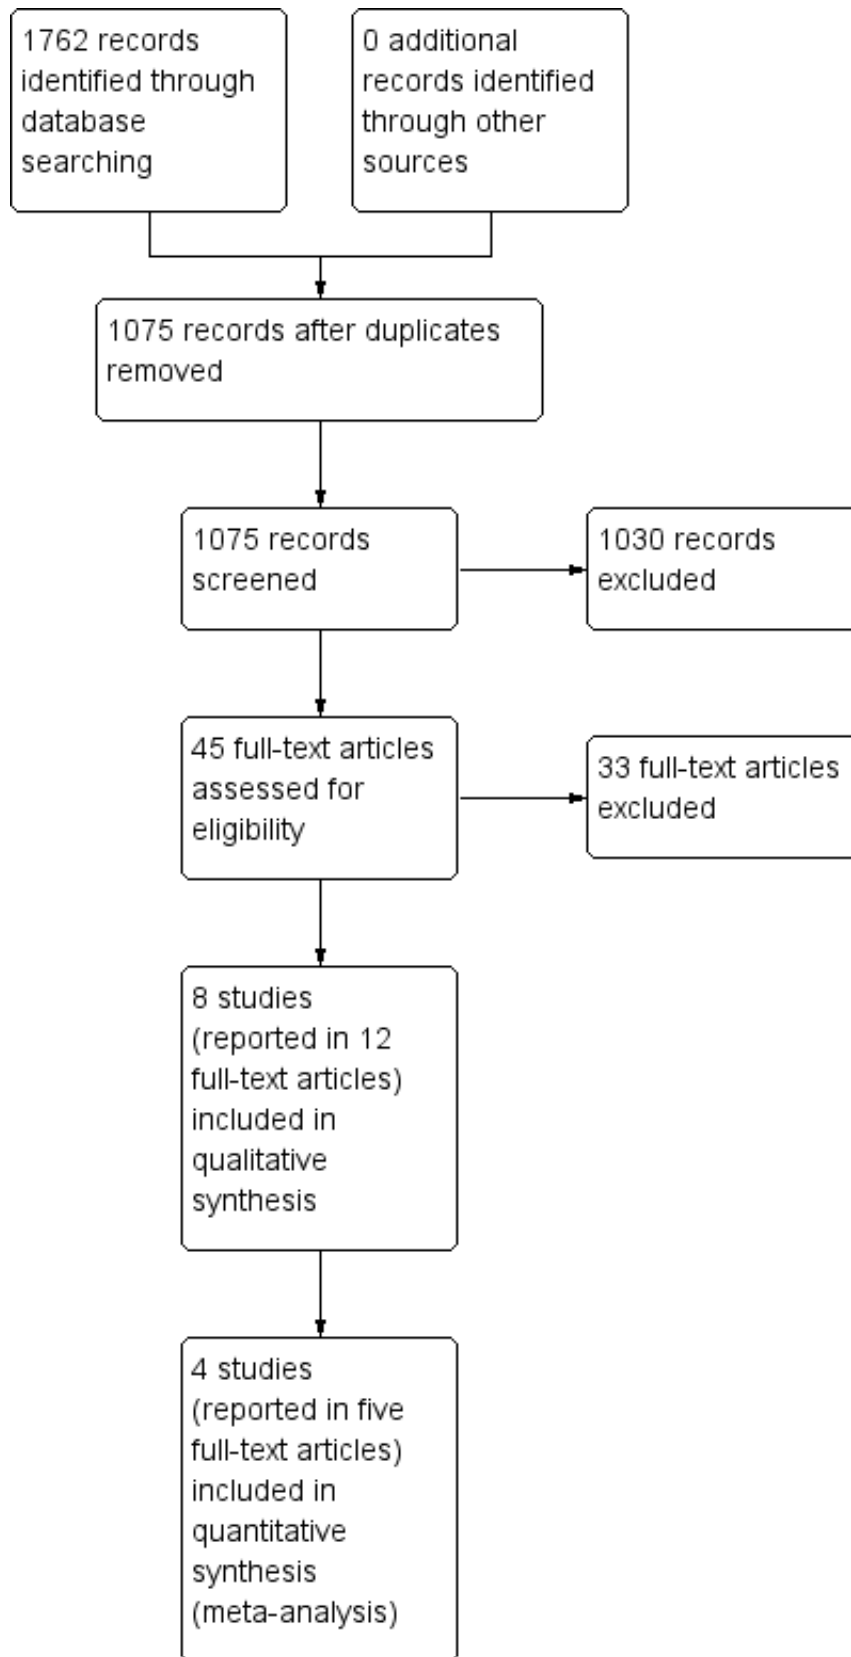 1762 records
identified through
database
searching
0 additional
records identified
through other
sources
1075 records after duplicates
removed
1075 records
screened
1030 records
excluded
45 full-text articles
assessed for
eligibility
33 full-text articles
excluded
8 studies
(reported in 12
full-text articles)
included in
qualitative
synthesis
4 studies
(reported in five
full-text articles)
included in
quantitative
synthesis
(meta-analysis)